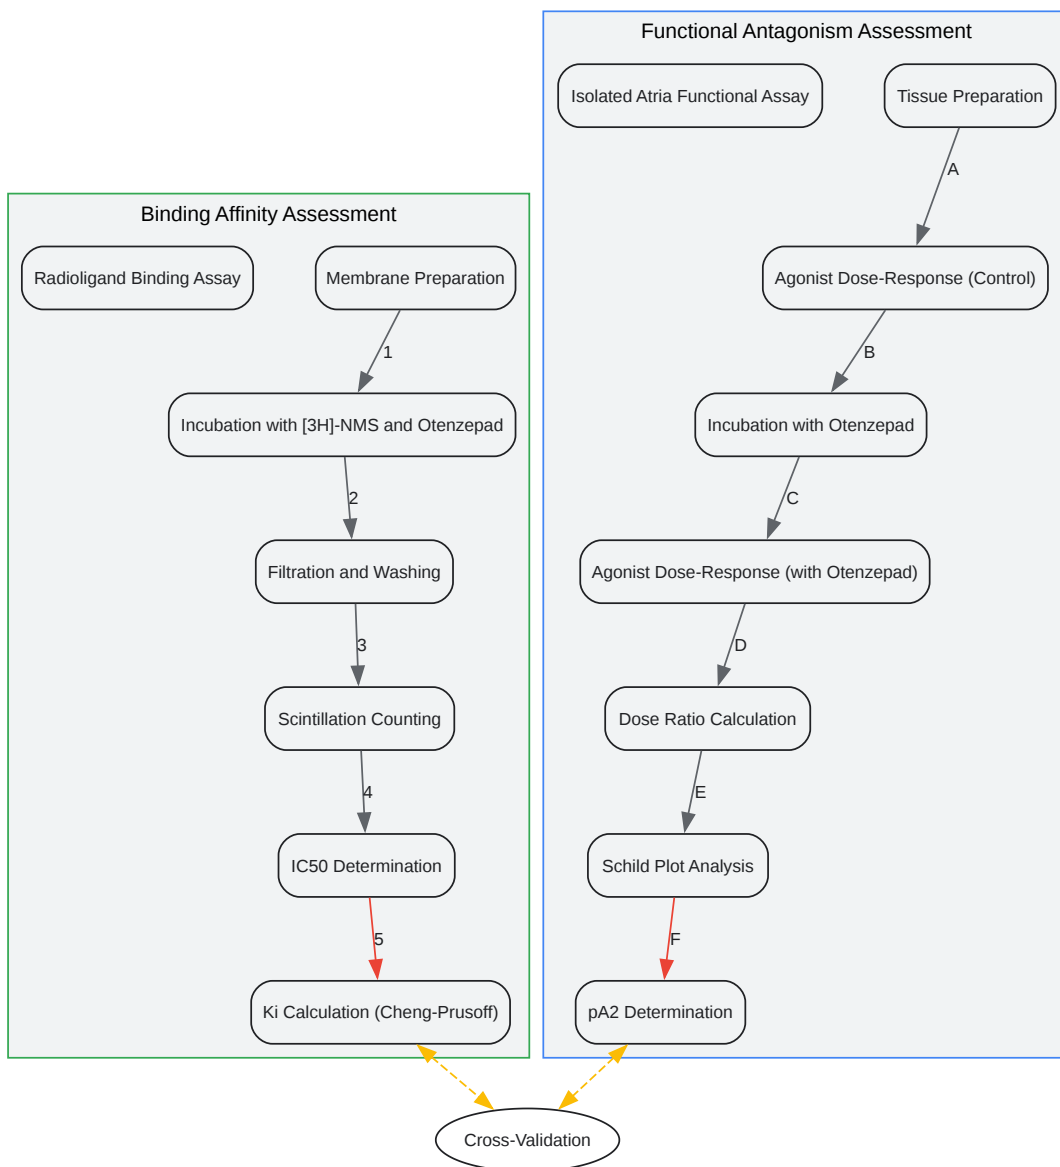 Functional Antagonism Assessment
Isolated Atria Functional Assay
Tissue Preparation
A
Agonist Dose-Response (Control)
B
Incubation with Otenzepad
C
Agonist Dose-Response (with Otenzepad)
D
Dose Ratio Calculation
E
Schild Plot Analysis
F
pA2 Determination
Binding Affinity Assessment
Radioligand Binding Assay
Membrane Preparation
1
Incubation with [3H]-NMS and Otenzepad
2
Filtration and Washing
3
Scintillation Counting
4
IC50 Determination
5
Ki Calculation (Cheng-Prusoff)
Cross-Validation